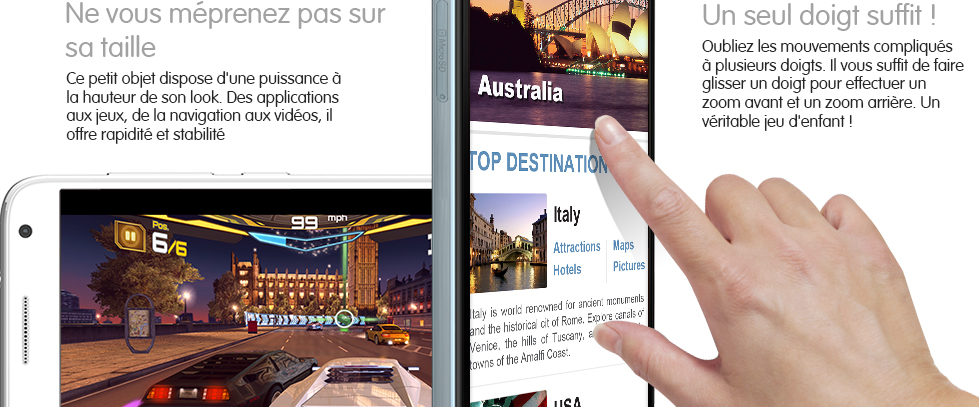 Ne vous méprenez pas sur
sa taille
Ce petit objet dispose d'une puissance à
la hauteur de son look. Des applications
aux jeux, de la navigation aux vidéos, il
offre rapidité et stabilité
99 mph
Pos.
6/6
MicroSD
Australia
TOP DESTINATION
Italy
Attractions
Maps
Hotels
Pictures
Italy is world renowned for ancient monuments
and the historical cit of Rome. Explore canals of
Venice, the hills of Tuscany, a
towns of the Amalfi Coast.
USA
Un seul doigt suffit !
Oubliez les mouvements compliqués
à plusieurs doigts. Il vous suffit de faire
glisser un doigt pour effectuer un
zoom avant et un zoom arrière. Un
véritable jeu d'enfant !